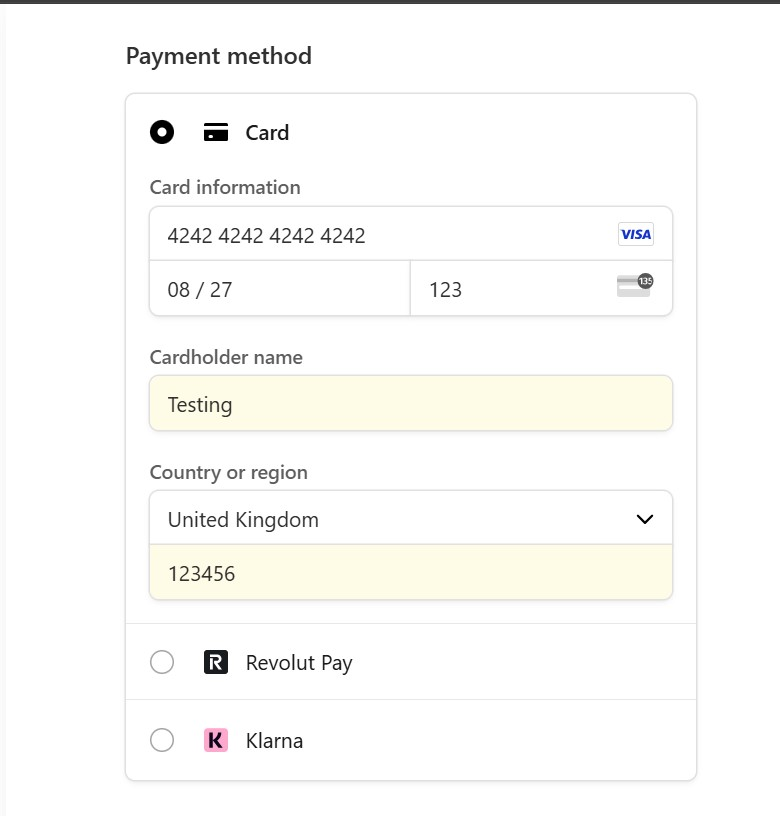 Payment method
Card
Card information
4242 4242 4242 4242 VISA
08 / 27 123 135
Cardholder name
Testing
Country or region
United Kingdom
123456
R Revolut Pay
K Klarna